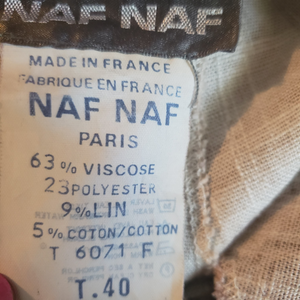 NAF NAF
MADE IN FRANCE
FABRIQUE EN FRANCE
NAF NAF
PARIS
63% VISCOSE
23POLYESTER
9%LIN
5% COTON/COTTON
T 6071 F
T.40